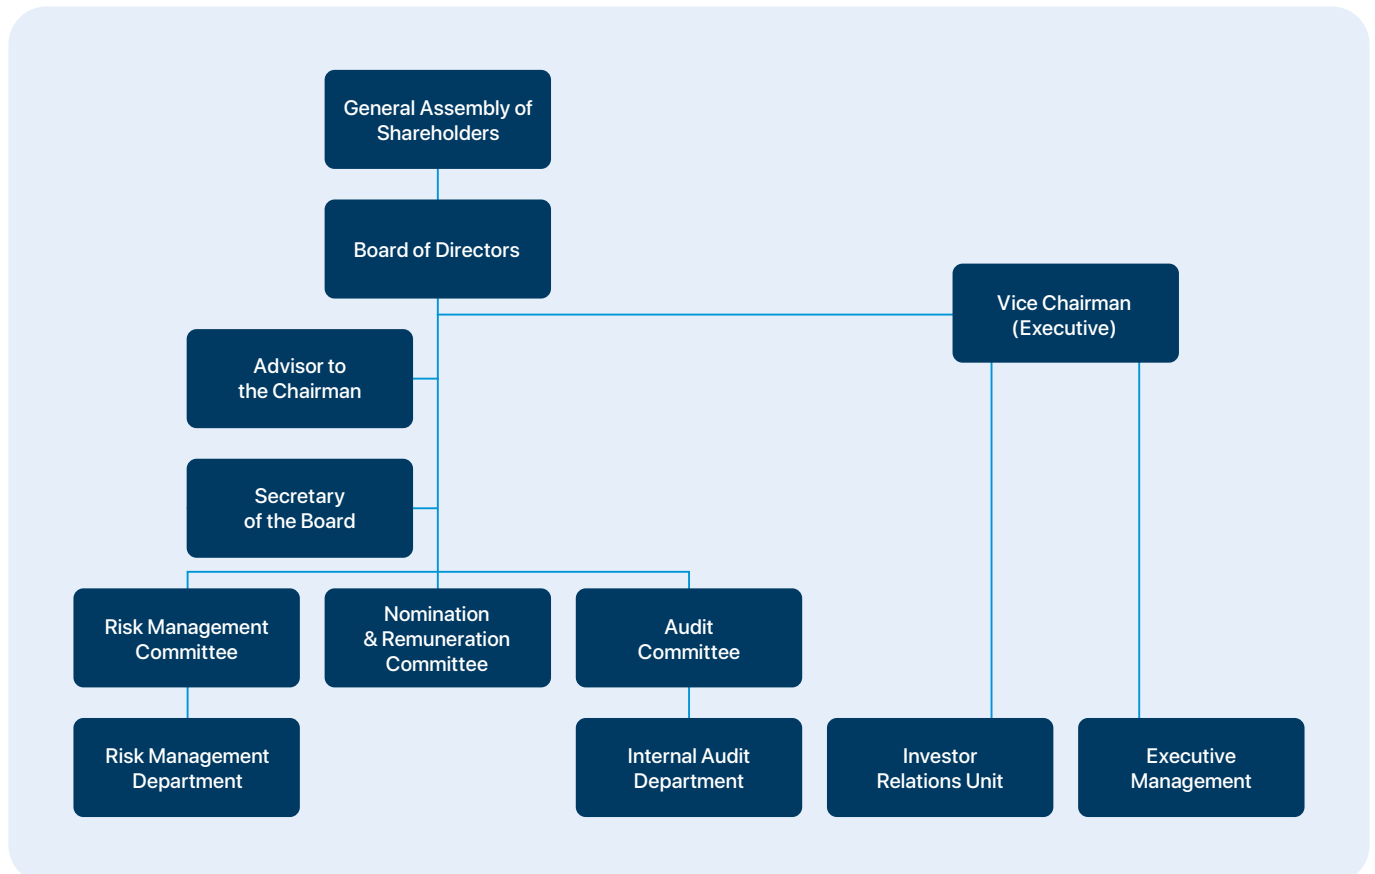 General Assembly of
Shareholders
Board of Directors
Vice Chairman
(Executive)
Advisor to
the Chairman
Secretary
of the Board
Risk Management
Committee
Nomination
& Remuneration
Committee
Audit
Committee
Risk Management
Department
Internal Audit
Department
Investor
Relations Unit
Executive
Management